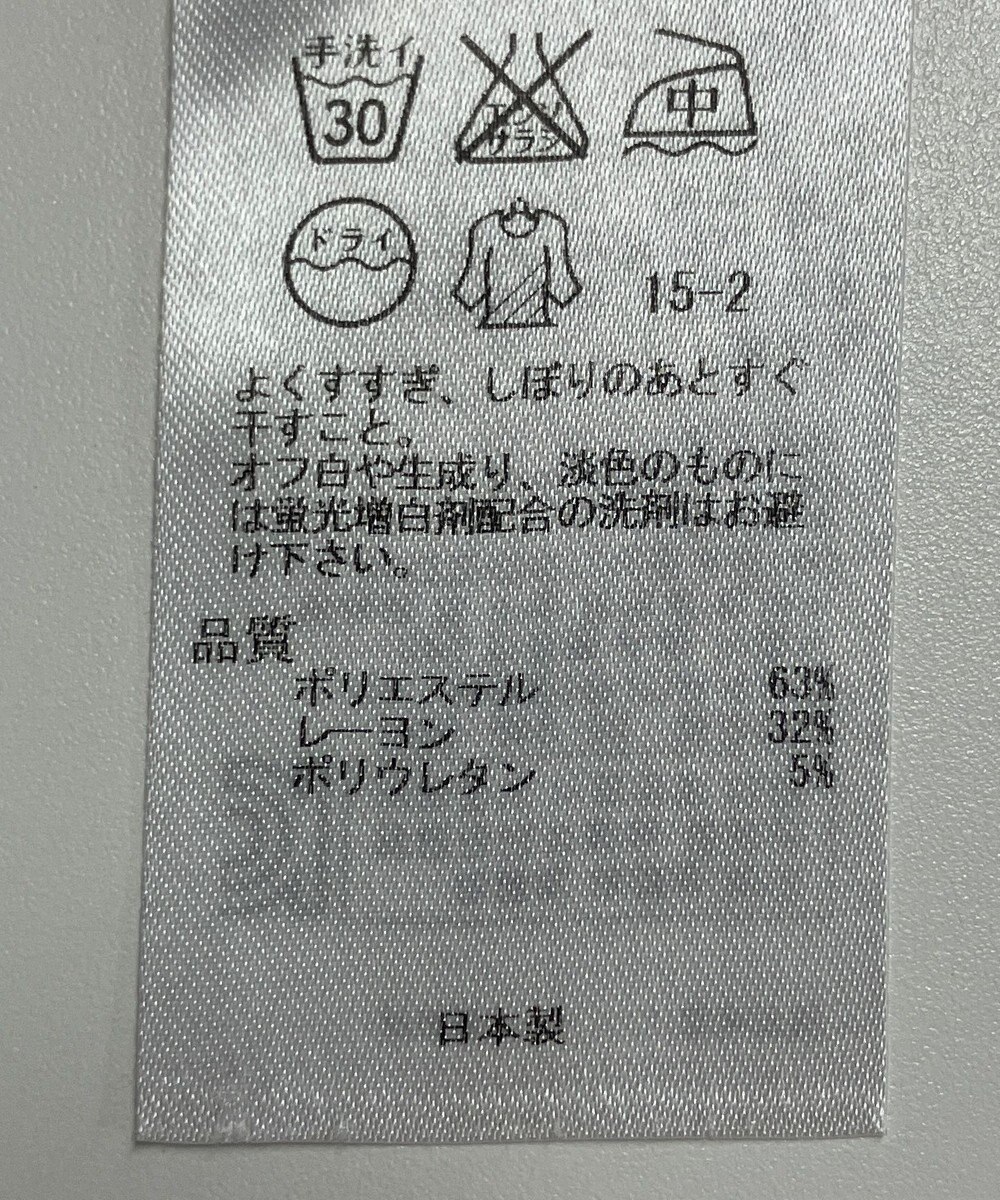 手洗イ
30
エンソ
サラシ
中
ドライ
15-2
よくすすぎ、しぼりのあとすぐ
干すこと。
オフ白や生成り、淡色のものに
は蛍光増白剤配合の洗剤はお避
け下さい。
品質
ポリエステル 63%
レーヨン 32%
ポリウレタン 5%
日本製